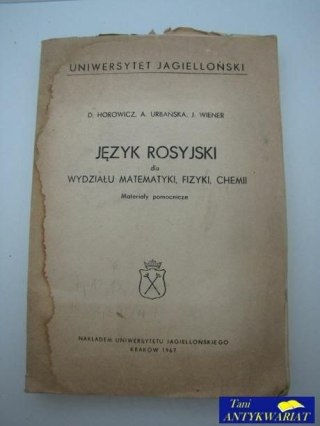 UNIWERSYTET JAGIELLOŃSKI
D. HOROWICZ, A. URBAŃSKA, J. WIENER
JĘZYK ROSYJSKI
dla
WYDZIAŁU MATEMATYKI, FIZYKI, CHEMII
Materiały pomocnicze
NAKŁADEM UNIWERSYTETU JAGIELLOŃSKIEGO
KRAKÓW 1967
Tani
ANTYKWARIAT